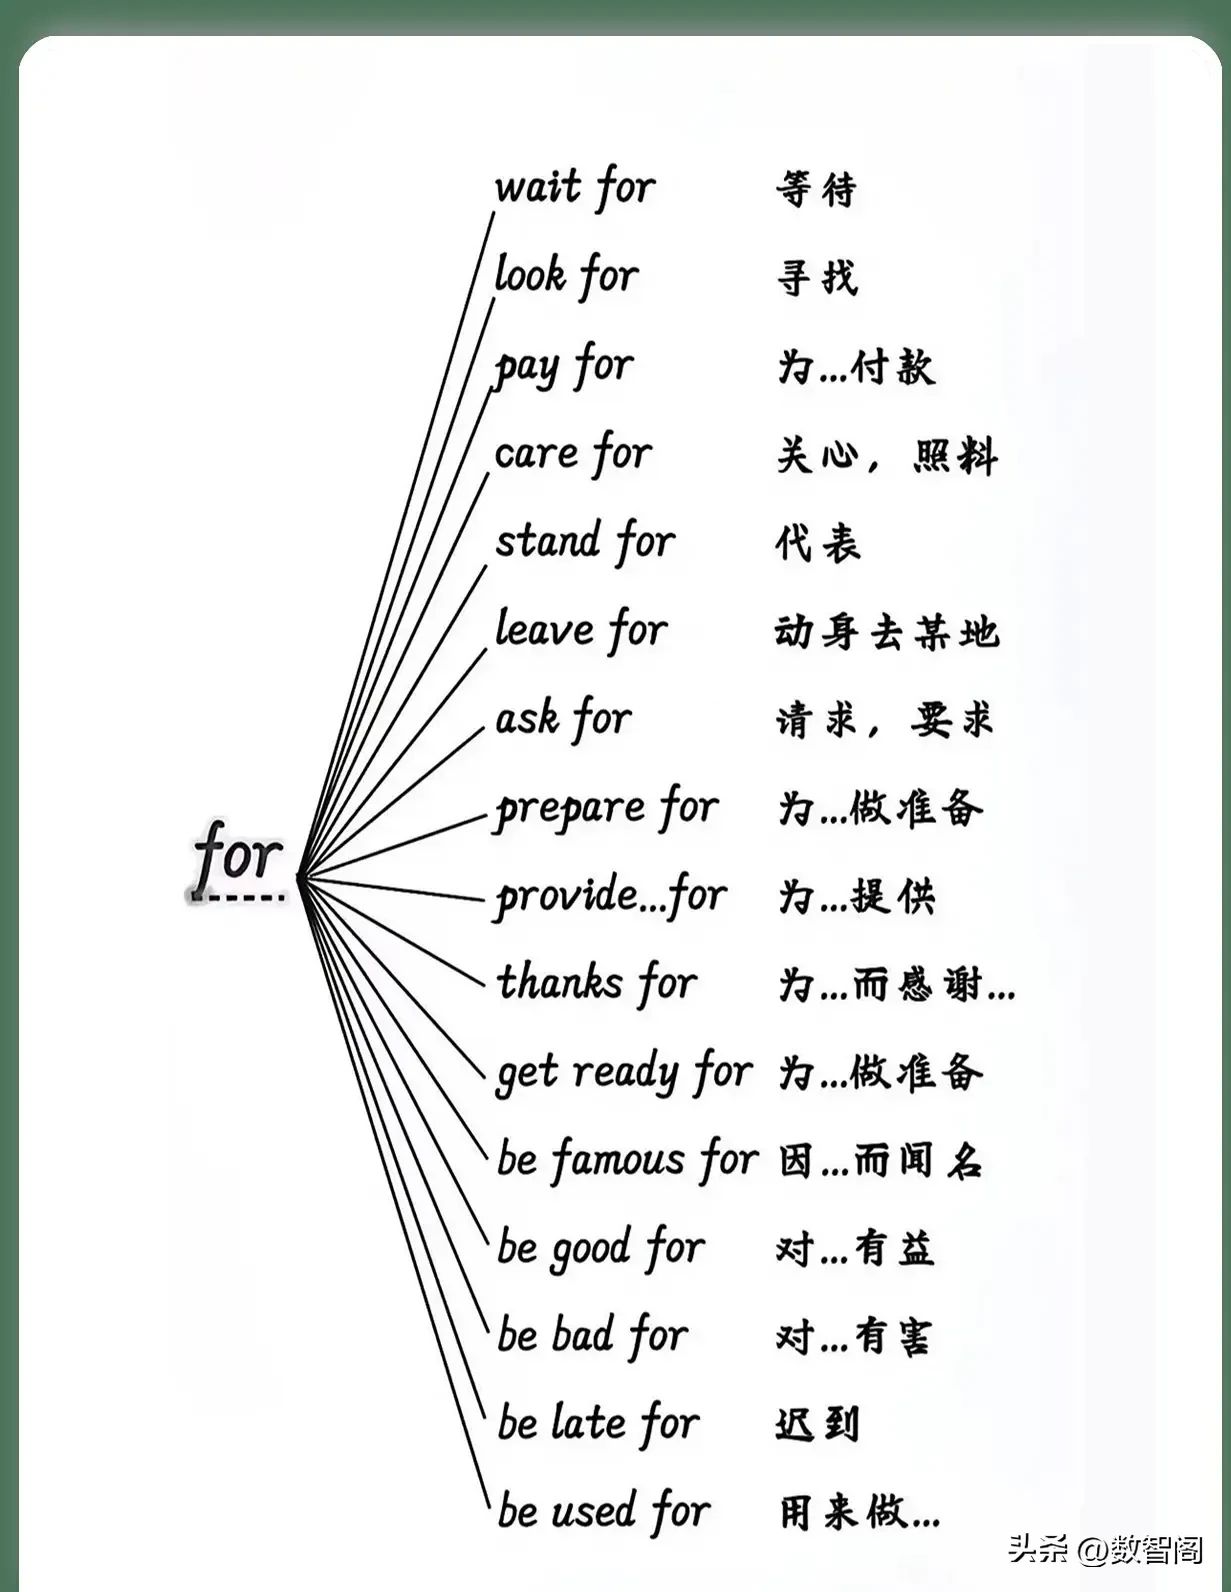 wait for 等待
look for 寻找
pay for 为...付款
care for 关心，照料
stand for 代表
leave for 动身去某地
ask for 请求，要求
prepare for 为...做准备
for
provide...for 为...提供
thanks for 为...而感谢...
get ready for 为...做准备
be famous for 因...而闻名
be good for 对...有益
be bad for 对...有害
be late for 迟到
be used for 用来做...
头条 @数智阁